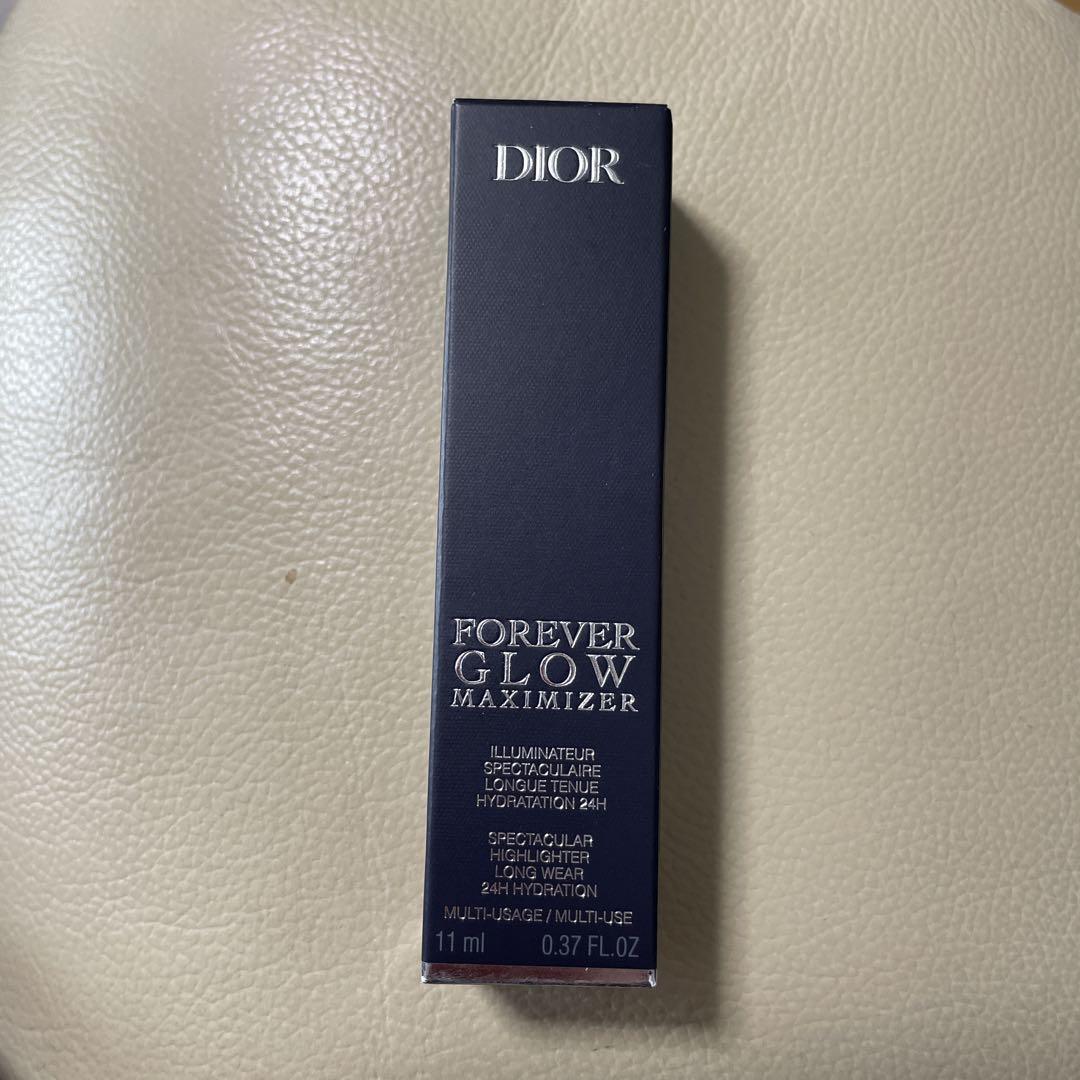 DIOR
FOREVER
GLOW
MAXIMIZER
ILLUMINATEUR
SPECTACULAIRE
LONGUE TENUE
HYDRATATION 24H
SPECTACULAR
HIGHLIGHTER
LONG WEAR
24H HYDRATION
MULTI-USAGE / MULTI-USE
11 ml 0.37 FL.OZ